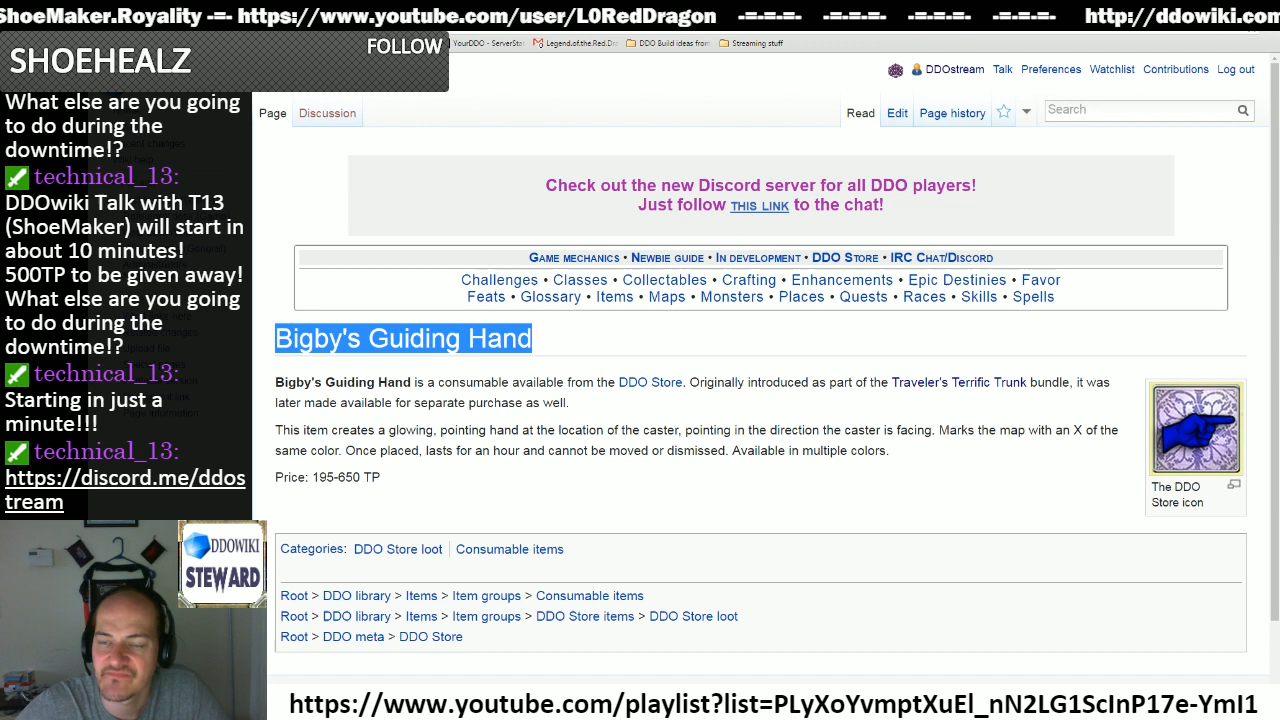 ShoeMaker.Royality -=- https://www.youtube.com/user/L0RedDragon -=-=-=- -=-=-=- -=-=-=- -=-=-=- http://ddowiki.com
SHOEHEALZ
FOLLOW
YourDDO - ServerSta
Legend.of.the.Red.Dr
DDO Build ideas from
Streaming stuff
DDOstream Talk Preferences Watchlist Contributions Log out
Page Discussion
Read Edit Page history
Search
Check out the new Discord server for all DDO players!
Just follow THIS LINK to the chat!
GAME MECHANICS • NEWBIE GUIDE • IN DEVELOPMENT • DDO STORE • IRC CHAT/DISCORD
Challenges • Classes • Collectables • Crafting • Enhancements • Epic Destinies • Favor
Feats • Glossary • Items • Maps • Monsters • Places • Quests • Races • Skills • Spells
What else are you going
to do during the
downtime!?
technical_13:
DDOwiki Talk with T13
(ShoeMaker) will start in
about 10 minutes!
500TP to be given away!
What else are you going
to do during the
downtime!?
technical_13:
Starting in just a
minute!!!
technical_13:
https://discord.me/ddos
tream
Bigby's Guiding Hand
Bigby's Guiding Hand is a consumable available from the DDO Store. Originally introduced as part of the Traveler's Terrific Trunk bundle, it was
later made available for separate purchase as well.
This item creates a glowing, pointing hand at the location of the caster, pointing in the direction the caster is facing. Marks the map with an X of the
same color. Once placed, lasts for an hour and cannot be moved or dismissed. Available in multiple colors.
Price: 195-650 TP
The DDO
Store icon
Categories: DDO Store loot Consumable items
Root > DDO library > Items > Item groups > Consumable items
Root > DDO library > Items > Item groups > DDO Store items > DDO Store loot
Root > DDO meta > DDO Store
DDOWIKI
STEWARD
https://www.youtube.com/playlist?list=PLyXoYvmptXuEl_nN2LG1ScInP17e-YmI1